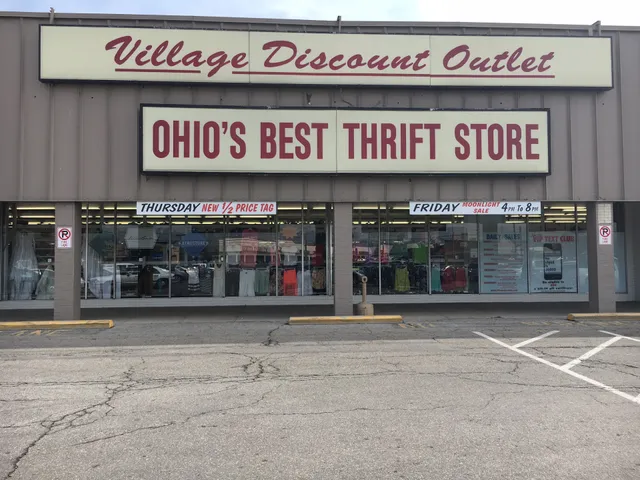 Village Discount Outlet
OHIO'S BEST THRIFT STORE
THURSDAY NEW 1/2 PRICE TAG
FRIDAY MOONLIGHT SALE 4PM TO 8PM